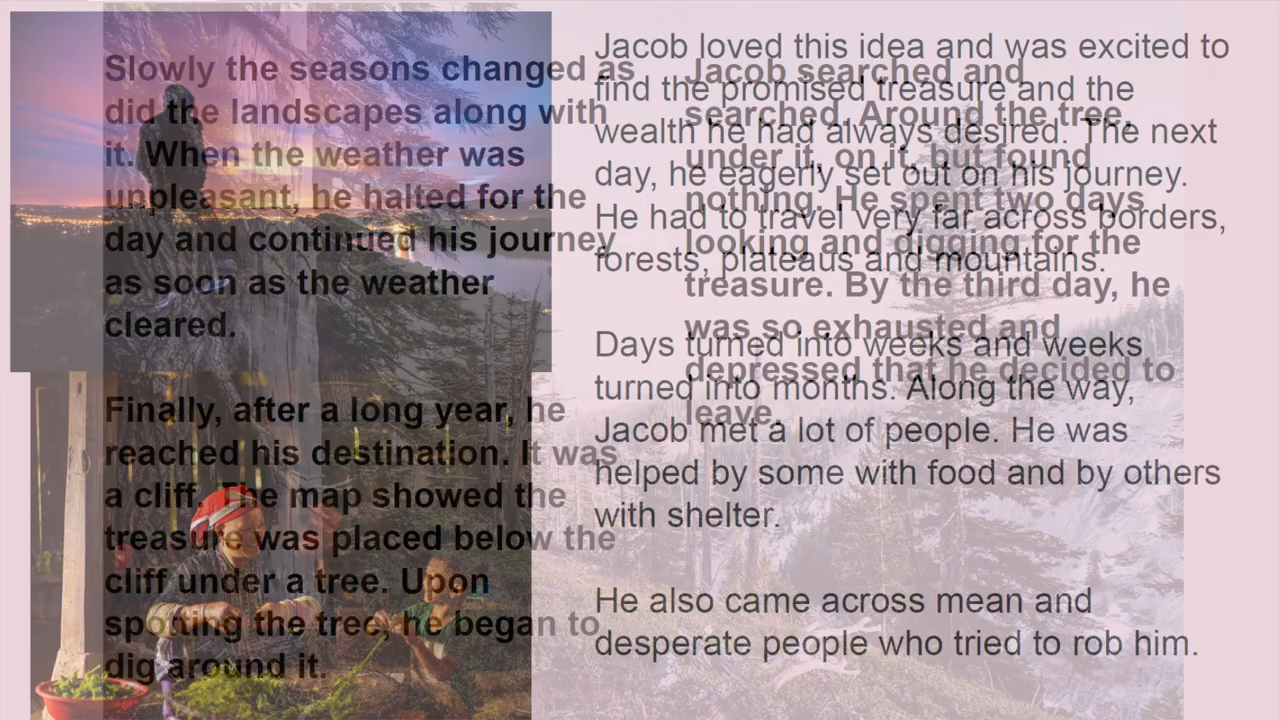 Jacob loved this idea and was excited to
find the promised treasure and the
wealth he had always desired. The next
day, he eagerly set out on his journey.
He had to travel very far across borders,
forests, plateaus and mountains.
Days turned into weeks and weeks
turned into months. Along the way,
Jacob met a lot of people. He was
helped by some with food and by others
with shelter.
He also came across mean and
desperate people who tried to rob him.
Slowly the seasons changed as
did the landscapes along with
it. When the weather was
unpleasant, he halted for the
day and continued his journey
as soon as the weather
cleared.
Finally, after a long year, he
reached his destination. It was
a cliff. The map showed the
treasure was placed below the
cliff under a tree. Upon
spotting the tree, he began to
dig around it.
Jacob searched and
searched. Around the tree,
under it, on it, but found
nothing. He spent two days
looking and digging for the
treasure. By the third day, he
was so exhausted and
depressed that he decided to
leave.